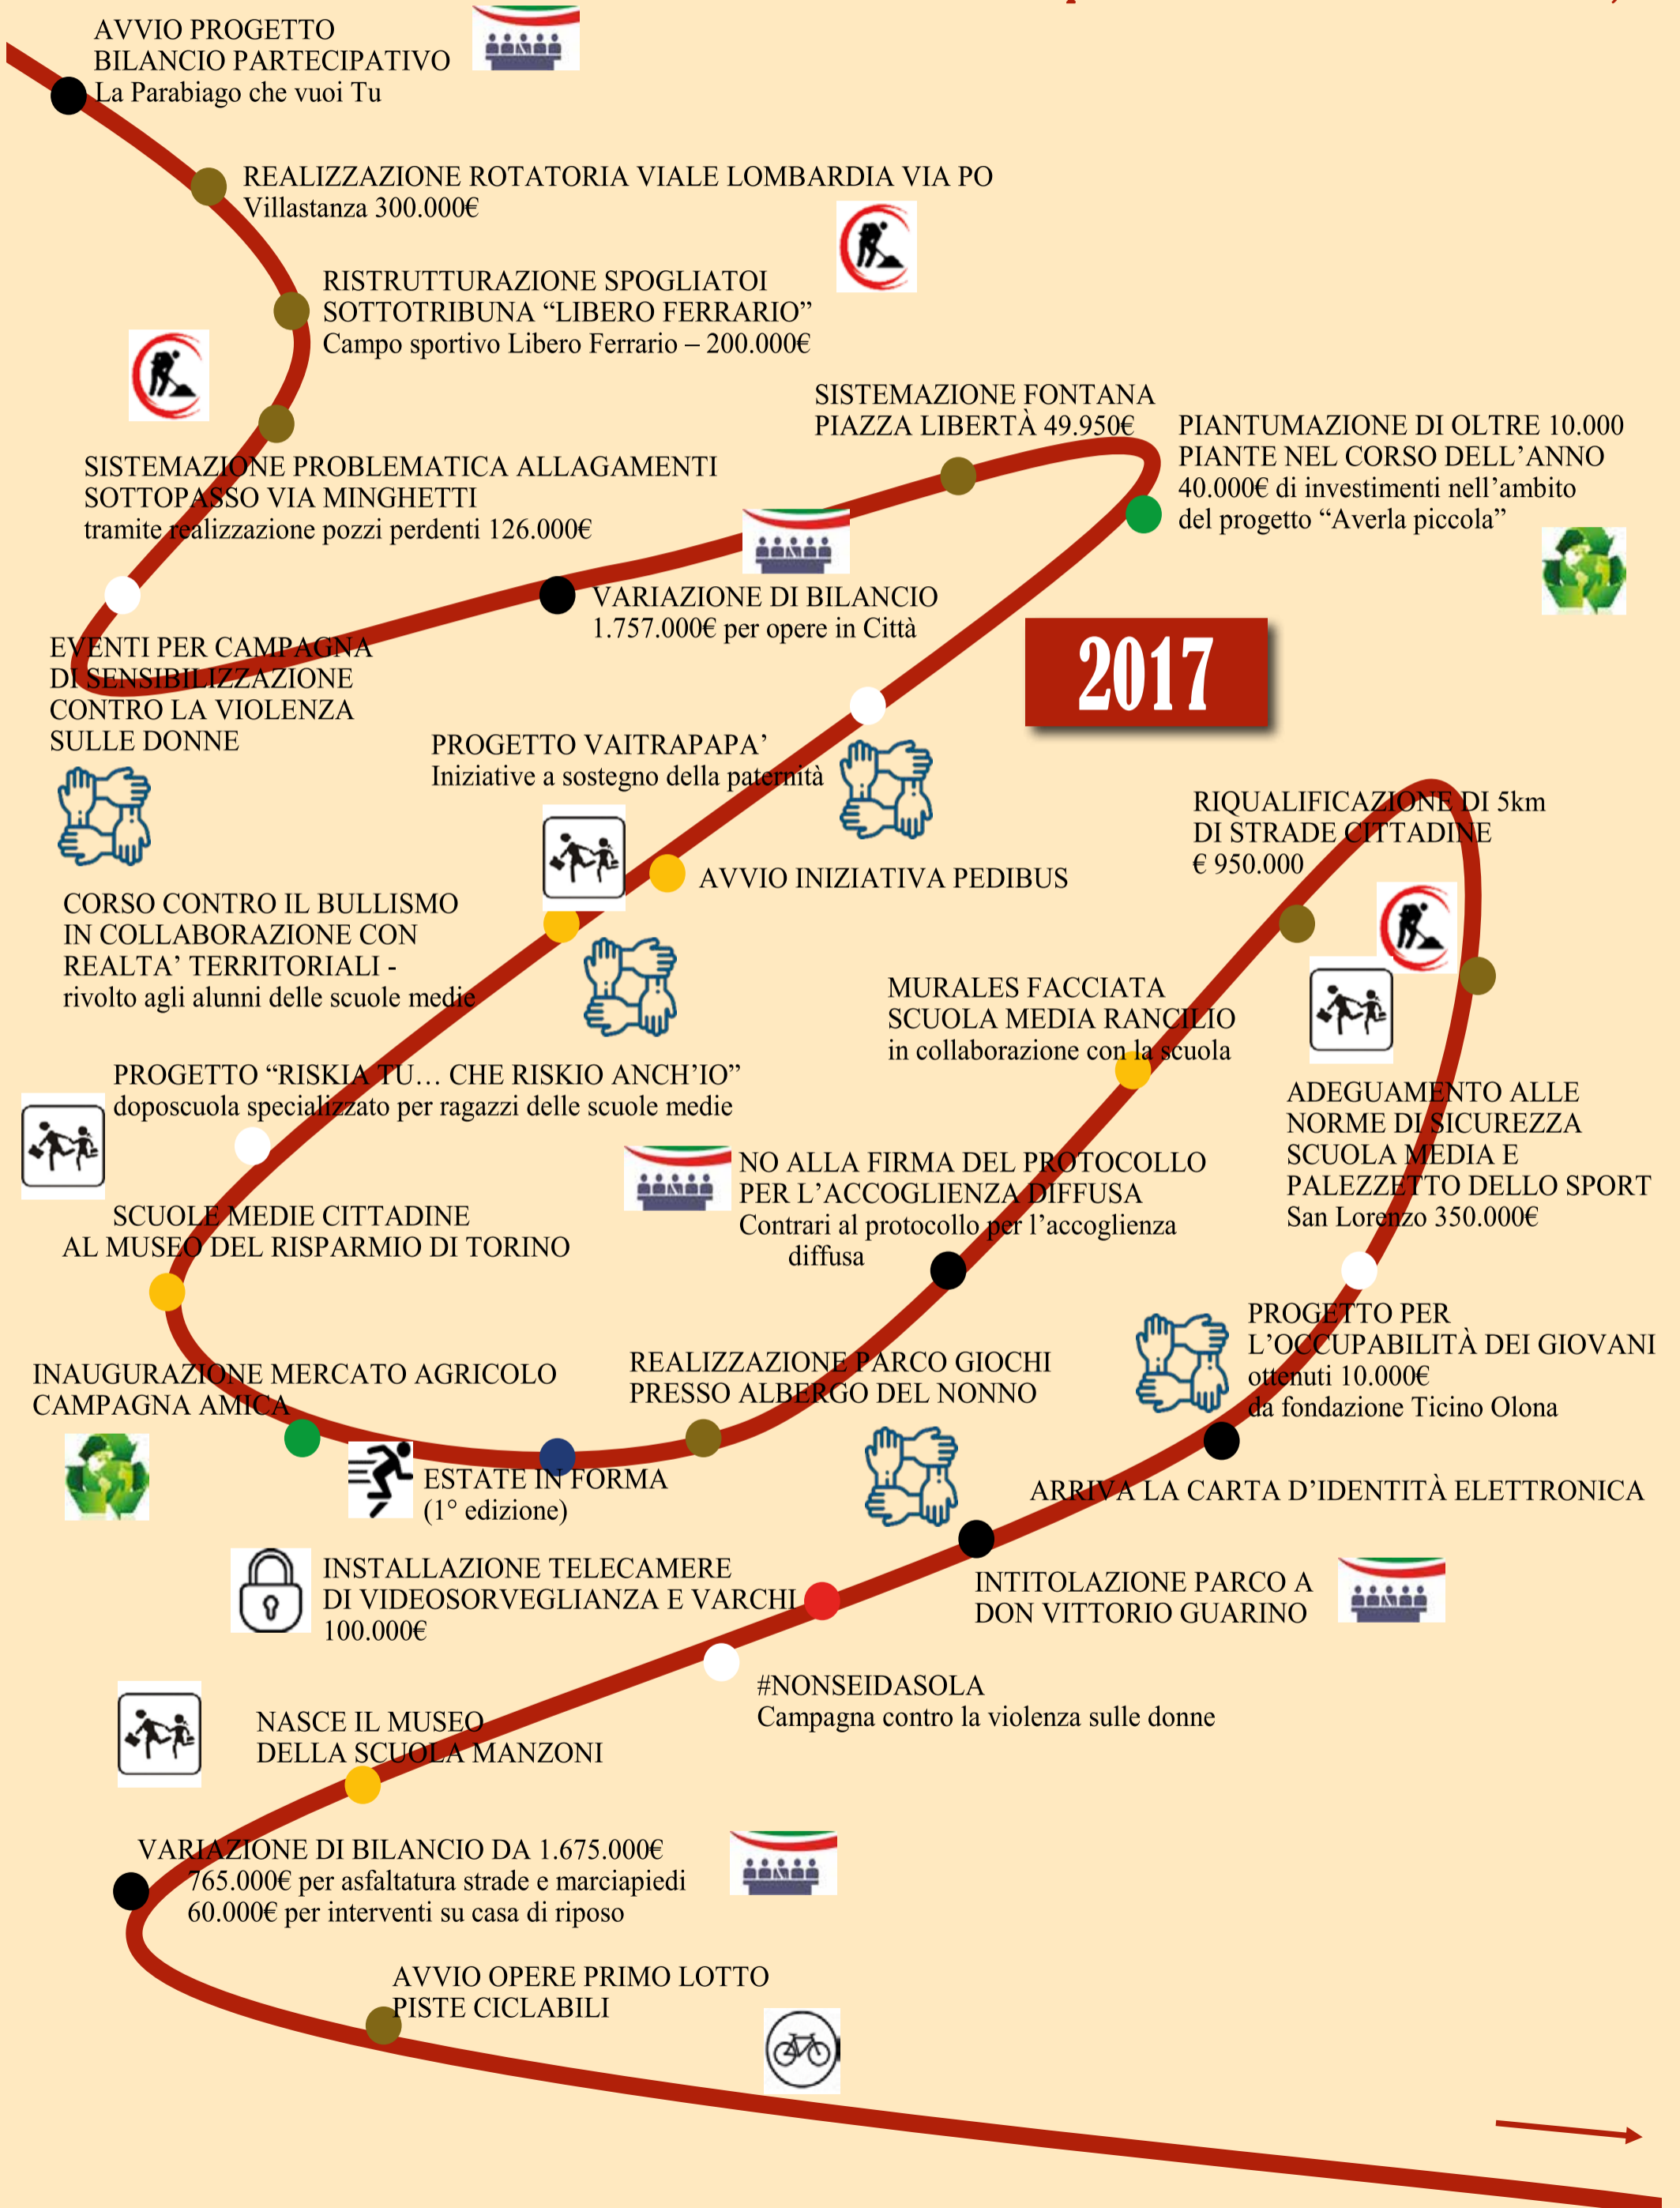 AVVIO PROGETTO
BILANCIO PARTECIPATIVO
La Parabiago che vuoi Tu
REALIZZAZIONE ROTATORIA VIALE LOMBARDIA VIA PO
Villastanza 300.000€
RISTRUTTURAZIONE SPOGLIATOI
SOTTOTRIBUNA “LIBERO FERRARIO”
Campo sportivo Libero Ferrario – 200.000€
SISTEMAZIONE PROBLEMATICA ALLAGAMENTI
SOTTOPASSO VIA MINGHETTI
tramite realizzazione pozzi perdenti 126.000€
EVENTI PER CAMPAGNA
DI SENSIBILIZZAZIONE
CONTRO LA VIOLENZA
SULLE DONNE
VARIAZIONE DI BILANCIO
1.757.000€ per opere in Città
SISTEMAZIONE FONTANA
PIAZZA LIBERTÀ 49.950€
PIANTUMAZIONE DI OLTRE 10.000
PIANTE NEL CORSO DELL’ANNO
40.000€ di investimenti nell’ambito
del progetto “Averla piccola”
2017
PROGETTO VAITRAPAPA’
Iniziative a sostegno della paternità
AVVIO INIZIATIVA PEDIBUS
CORSO CONTRO IL BULLISMO
IN COLLABORAZIONE CON
REALTA’ TERRITORIALI -
rivolto agli alunni delle scuole medie
PROGETTO “RISKIA TU… CHE RISKIO ANCH’IO”
doposcuola specializzato per ragazzi delle scuole medie
SCUOLE MEDIE CITTADINE
AL MUSEO DEL RISPARMIO DI TORINO
INAUGURAZIONE MERCATO AGRICOLO
CAMPAGNA AMICA
ESTATE IN FORMA
(1° edizione)
REALIZZAZIONE PARCO GIOCHI
PRESSO ALBERGO DEL NONNO
NO ALLA FIRMA DEL PROTOCOLLO
PER L’ACCOGLIENZA DIFFUSA
Contrari al protocollo per l’accoglienza
diffusa
MURALES FACCIATA
SCUOLA MEDIA RANCILIO
in collaborazione con la scuola
RIQUALIFICAZIONE DI 5km
DI STRADE CITTADINE
€ 950.000
ADEGUAMENTO ALLE
NORME DI SICUREZZA
SCUOLA MEDIA E
PALEZZETTO DELLO SPORT
San Lorenzo 350.000€
PROGETTO PER
L’OCCUPABILITÀ DEI GIOVANI
ottenuti 10.000€
da fondazione Ticino Olona
ARRIVA LA CARTA D’IDENTITÀ ELETTRONICA
INTITOLAZIONE PARCO A
DON VITTORIO GUARINO
INSTALLAZIONE TELECAMERE
DI VIDEOSORVEGLIANZA E VARCHI
100.000€
#NONSEIDASOLA
Campagna contro la violenza sulle donne
NASCE IL MUSEO
DELLA SCUOLA MANZONI
VARIAZIONE DI BILANCIO DA 1.675.000€
765.000€ per asfaltatura strade e marciapiedi
60.000€ per interventi su casa di riposo
AVVIO OPERE PRIMO LOTTO
PISTE CICLABILI